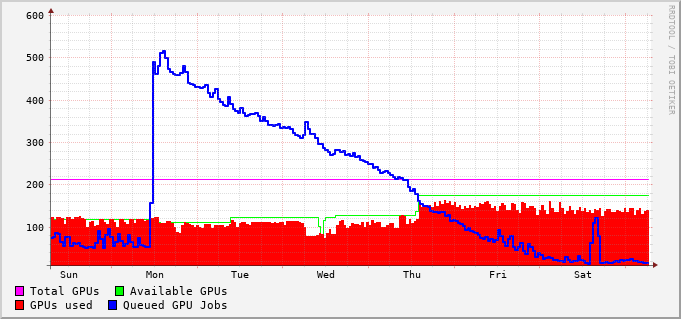 600
500
400
300
200
100
Sun Mon Tue Wed Thu Fri Sat
Total GPUs Available GPUs
GPUs used Queued GPU Jobs
RRDTOOL / TOBI OETIKER